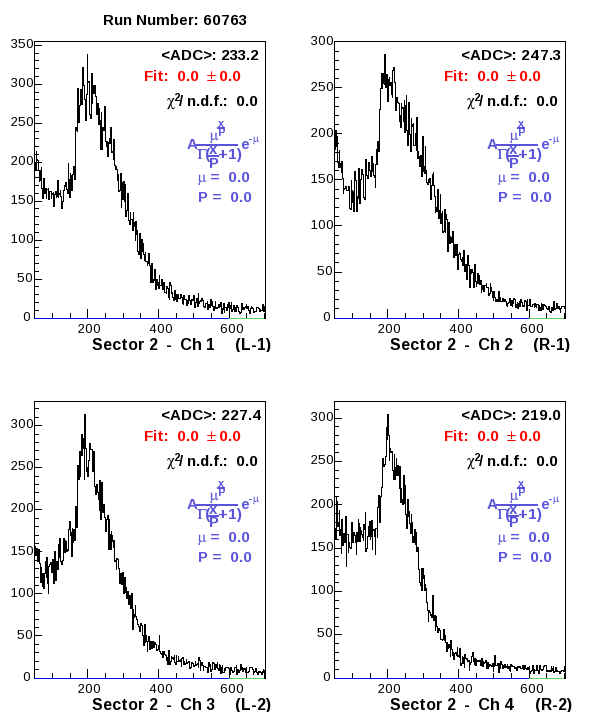 Run Number: 60763
<ADC>: 233.2
Fit: 0.0 ±0.0
χ²/ n.d.f.: 0.0
A μ^(x/P) / Γ(x/P+1) e^-μ
μ = 0.0
P = 0.0
350
300
250
200
150
100
50
0
200 400 600
Sector 2 - Ch 1 (L-1)
<ADC>: 247.3
Fit: 0.0 ±0.0
χ²/ n.d.f.: 0.0
A μ^(x/P) / Γ(x/P+1) e^-μ
μ = 0.0
P = 0.0
300
250
200
150
100
50
0
200 400 600
Sector 2 - Ch 2 (R-1)
<ADC>: 227.4
Fit: 0.0 ±0.0
χ²/ n.d.f.: 0.0
A μ^(x/P) / Γ(x/P+1) e^-μ
μ = 0.0
P = 0.0
300
250
200
150
100
50
0
200 400 600
Sector 2 - Ch 3 (L-2)
<ADC>: 219.0
Fit: 0.0 ±0.0
χ²/ n.d.f.: 0.0
A μ^(x/P) / Γ(x/P+1) e^-μ
μ = 0.0
P = 0.0
300
250
200
150
100
50
0
200 400 600
Sector 2 - Ch 4 (R-2)